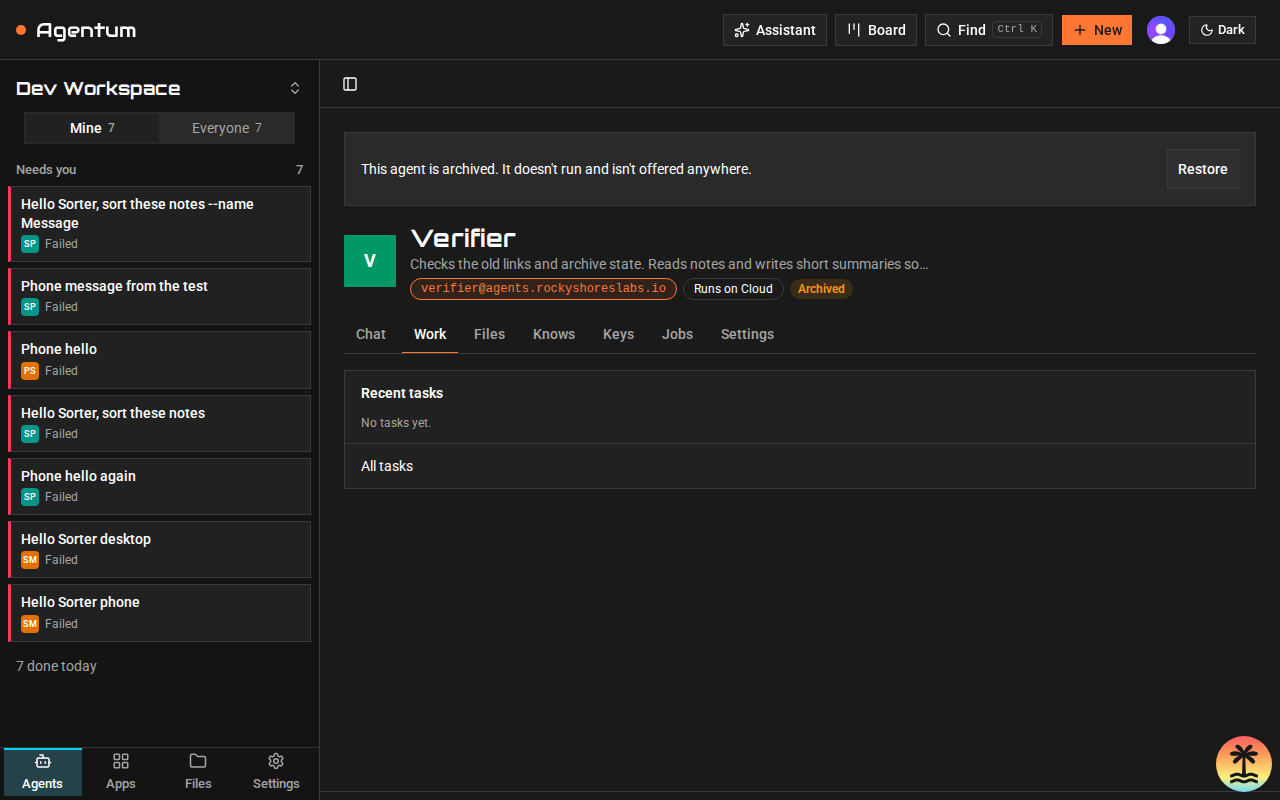 Agentum
Assistant
Board
Find Ctrl K
New
Dark
Dev Workspace
Mine 7
Everyone 7
Needs you 7
Hello Sorter, sort these notes --name
Message
SP Failed
Phone message from the test
SP Failed
Phone hello
PS Failed
Hello Sorter, sort these notes
SP Failed
Phone hello again
SP Failed
Hello Sorter desktop
SM Failed
Hello Sorter phone
SM Failed
7 done today
Agents
Apps
Files
Settings
This agent is archived. It doesn't run and isn't offered anywhere.
Restore
V
Verifier
Checks the old links and archive state. Reads notes and writes short summaries so…
verifier@agents.rockyshoreslabs.io
Runs on Cloud
Archived
Chat
Work
Files
Knows
Keys
Jobs
Settings
Recent tasks
No tasks yet.
All tasks